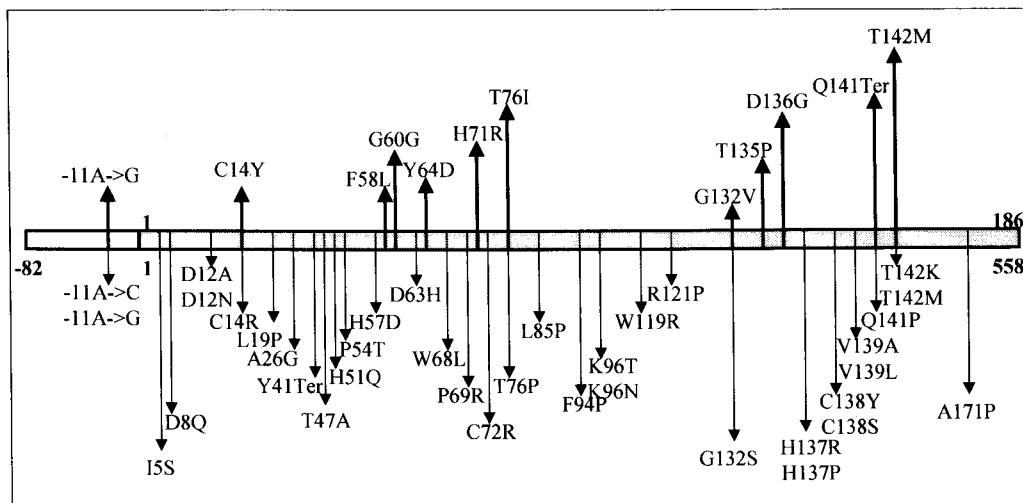 T142M
Q141Ter
T76I
D136G
G60G
H71R
T135P
-11A->G
C14Y
F58L
Y64D
G132V
1
186
-82
1
558
-11A->C
-11A->G
D12A
D12N
C14R
L19P
A26G
Y41Ter
T47A
H51Q
P54T
H57D
D63H
W68L
P69R
C72R
T76P
L85P
F94P
K96T
K96N
W119R
R121P
T142K
T142M
Q141P
V139A
V139L
C138Y
C138S
H137R
H137P
G132S
A171P
D8Q
I5S